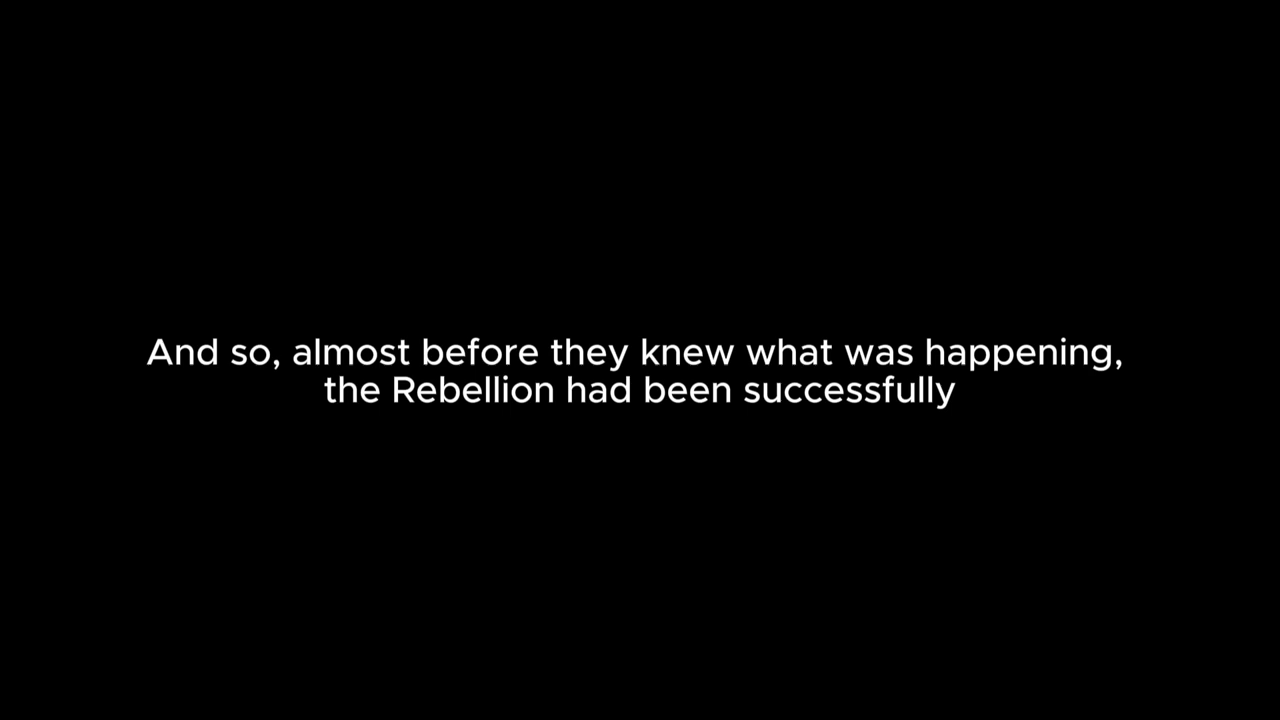 And so, almost before they knew what was happening,
the Rebellion had been successfully